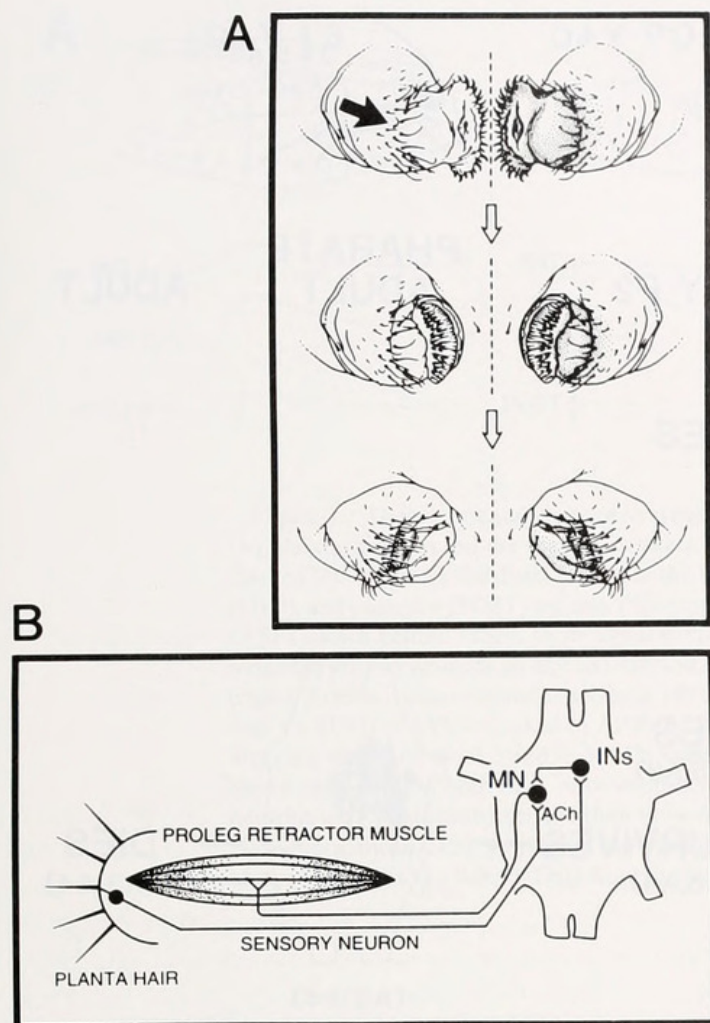 A
B
INs
MN
ACh
PROLEG RETRACTOR MUSCLE
SENSORY NEURON
PLANTA HAIR